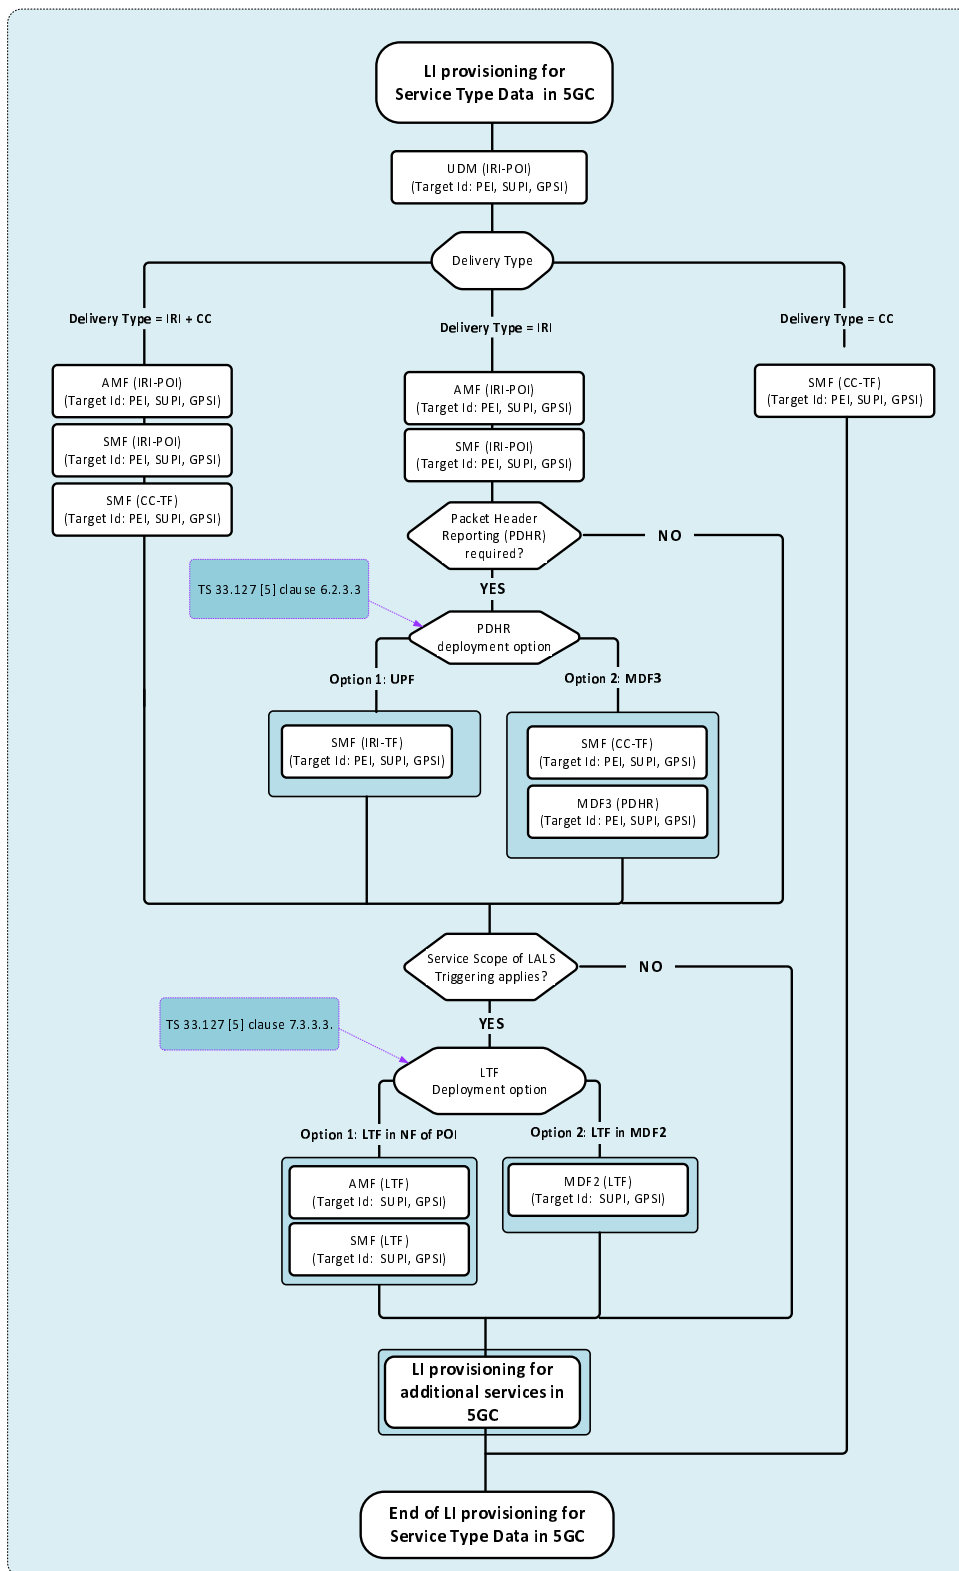 LI provisioning for
Service Type Data in 5GC
UDM (IRI-POI)
(Target Id: PEI, SUPI, GPSI)
Delivery Type
Delivery Type = IRI + CC
Delivery Type = IRI
Delivery Type = CC
AMF (IRI-POI)
(Target Id: PEI, SUPI, GPSI)
SMF (IRI-POI)
(Target Id: PEI, SUPI, GPSI)
SMF (CC-TF)
(Target Id: PEI, SUPI, GPSI)
AMF (IRI-POI)
(Target Id: PEI, SUPI, GPSI)
SMF (IRI-POI)
(Target Id: PEI, SUPI, GPSI)
SMF (CC-TF)
(Target Id: PEI, SUPI, GPSI)
Packet Header
Reporting (PDHR)
required?
NO
YES
TS 33.127 [5] clause 6.2.3.3
PDHR
deployment option
Option 1: UPF
Option 2: MDF3
SMF (IRI-TF)
(Target Id: PEI, SUPI, GPSI)
SMF (CC-TF)
(Target Id: PEI, SUPI, GPSI)
MDF3 (PDHR)
(Target Id: PEI, SUPI, GPSI)
Service Scope of LALS
Triggering applies?
NO
YES
TS 33.127 [5] clause 7.3.3.3.
LTF
Deployment option
Option 1: LTF in NF of POI
Option 2: LTF in MDF2
AMF (LTF)
(Target Id: SUPI, GPSI)
SMF (LTF)
(Target Id: SUPI, GPSI)
MDF2 (LTF)
(Target Id: SUPI, GPSI)
LI provisioning for
additional services in
5GC
End of LI provisioning for
Service Type Data in 5GC